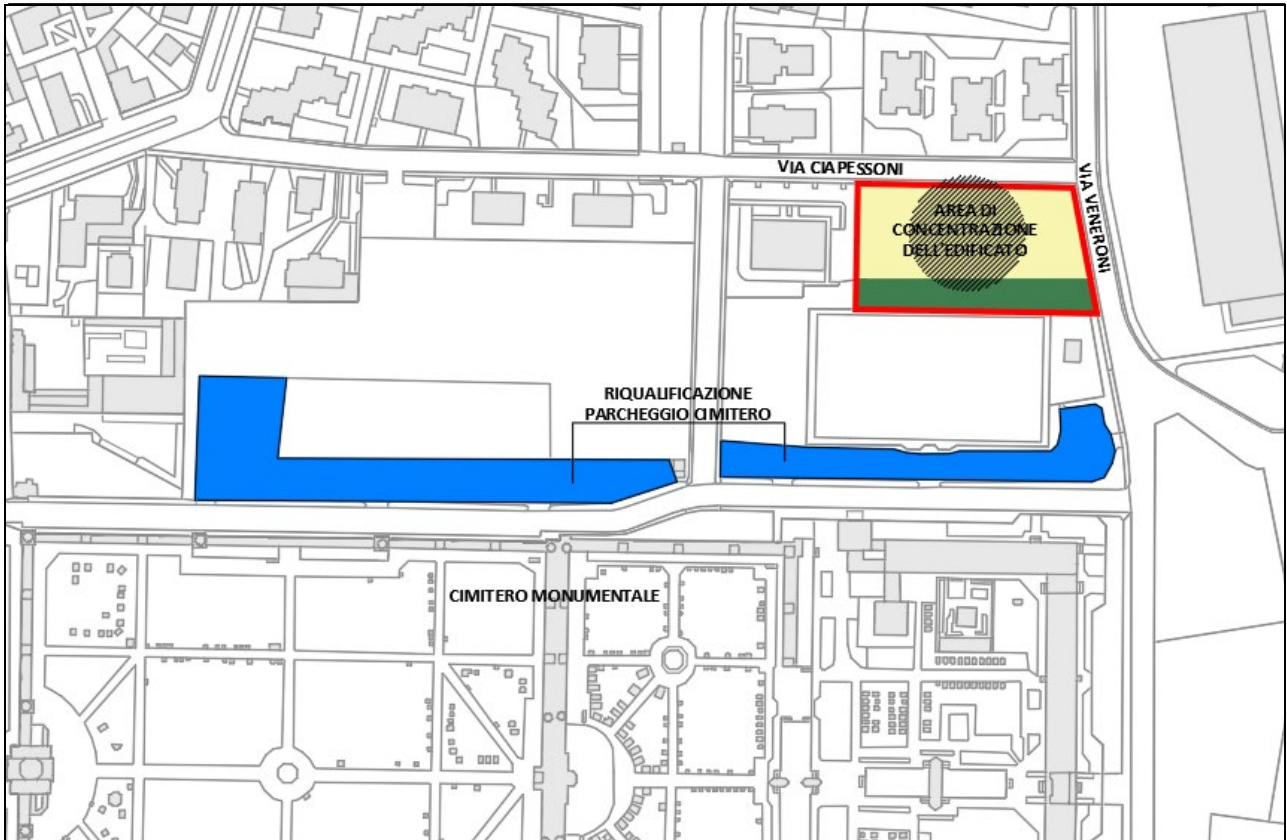 VIA CIAPESSONI
VIA VENERONI
AREA DI
CONCENTRAZIONE
DELL'EDIFICATO
RIQUALIFICAZIONE
PARCHEGGIO CIMITERO
CIMITERO MONUMENTALE